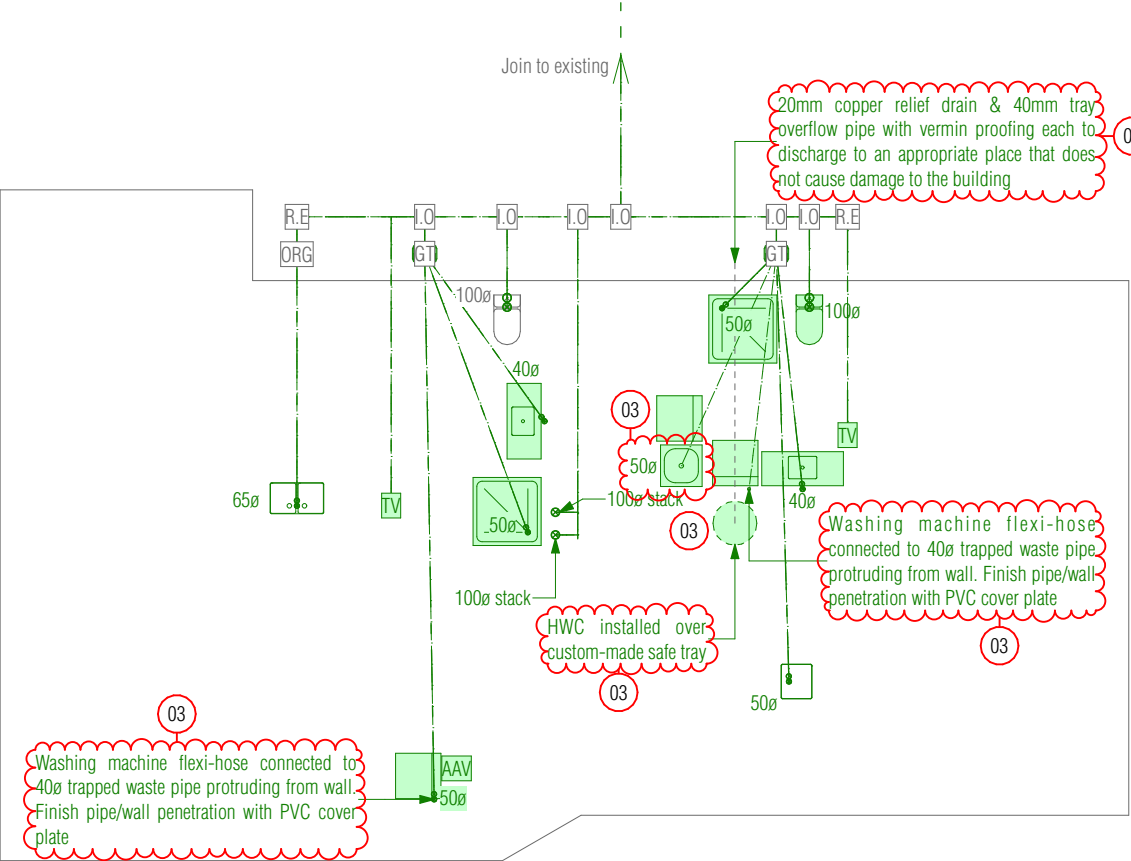 Join to existing
20mm copper relief drain & 40mm tray
overflow pipe with vermin proofing each to
discharge to an appropriate place that does
not cause damage to the building
R.E
I.O
I.O
I.O
I.O
I.O
I.O
R.E
ORG
GT
GT
100ø
50ø
100ø
40ø
03
TV
50ø
65ø
TV
50ø
100ø stack
40ø
03
Washing machine flexi-hose
connected to 40ø trapped waste pipe
protruding from wall. Finish pipe/wall
penetration with PVC cover plate
03
100ø stack
HWC installed over
custom-made safe tray
03
50ø
03
Washing machine flexi-hose connected to
40ø trapped waste pipe protruding from wall.
Finish pipe/wall penetration with PVC cover
plate
AAV
50ø